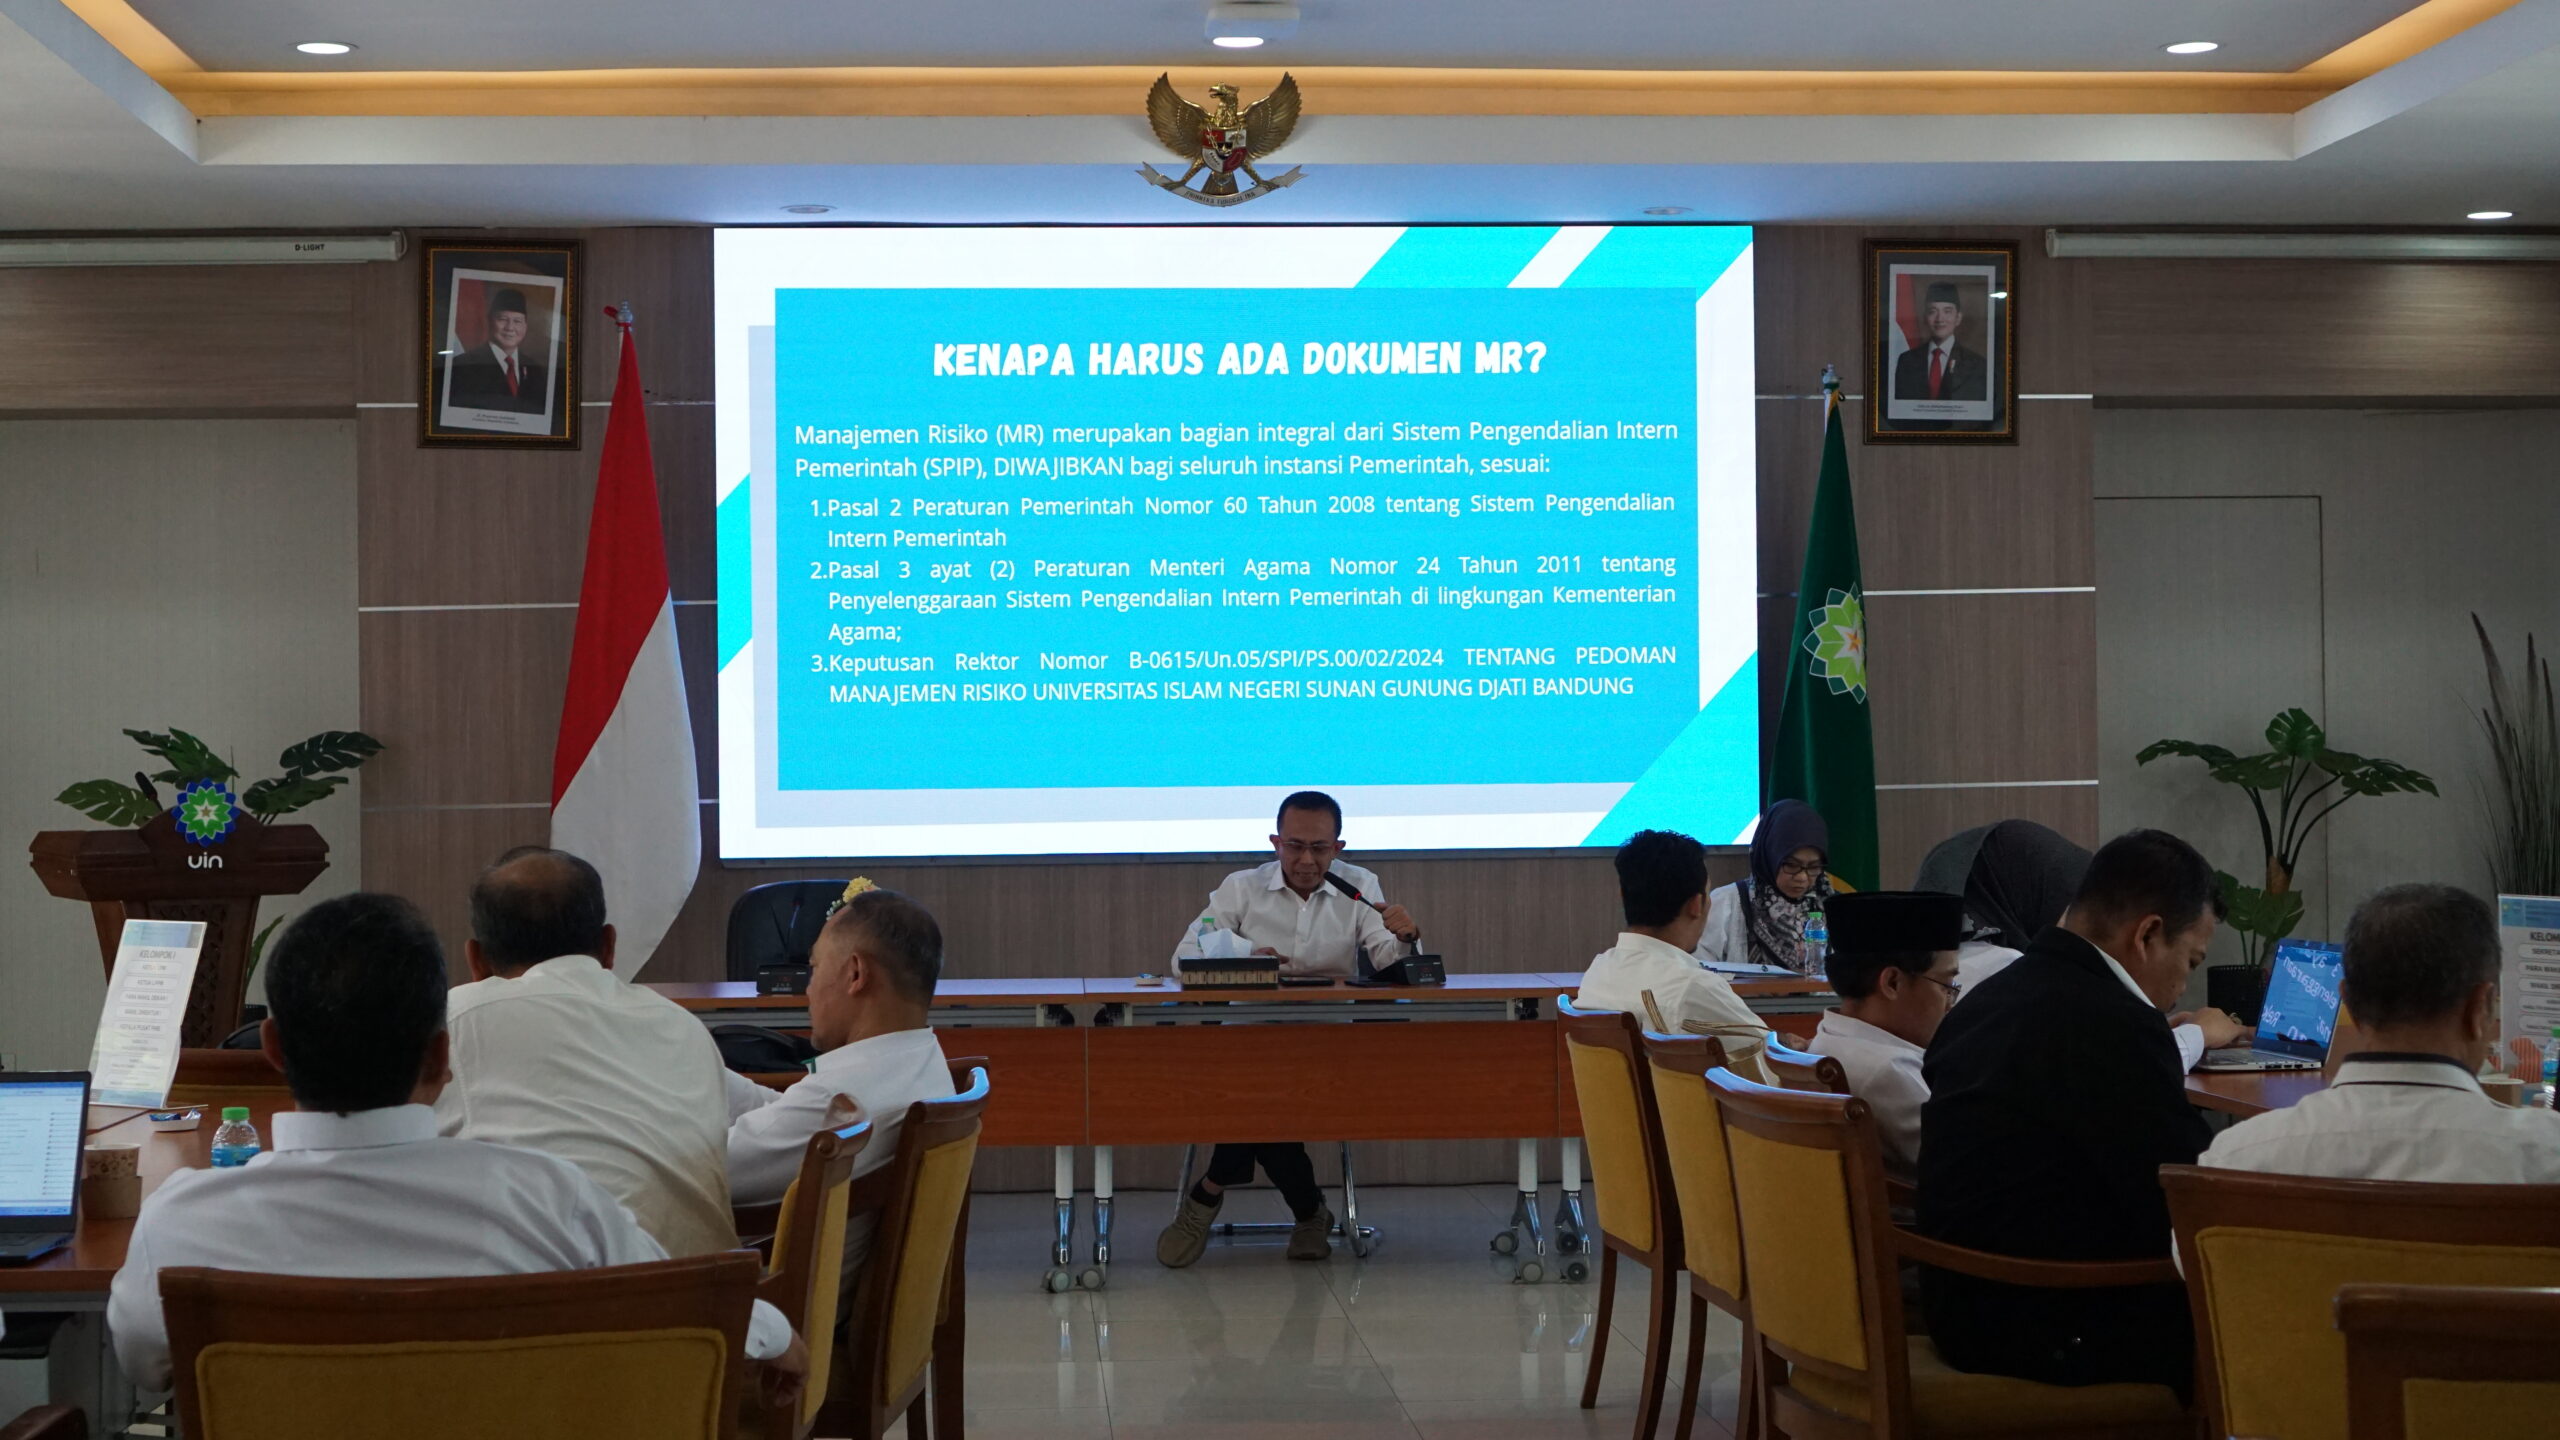 BHINNEKA TUNGGAL IKA
D-LIGHT
KENAPA HARUS ADA DOKUMEN MR?
Manajemen Risiko (MR) merupakan bagian integral dari Sistem Pengendalian Intern
Pemerintah (SPIP), DIWAJIBKAN bagi seluruh instansi Pemerintah, sesuai:
1.Pasal 2 Peraturan Pemerintah Nomor 60 Tahun 2008 tentang Sistem Pengendalian
Intern Pemerintah
2.Pasal 3 ayat (2) Peraturan Menteri Agama Nomor 24 Tahun 2011 tentang
Penyelenggaraan Sistem Pengendalian Intern Pemerintah di lingkungan Kementerian
Agama;
3.Keputusan Rektor Nomor B-0615/Un.05/SPI/PS.00/02/2024 TENTANG PEDOMAN
MANAJEMEN RISIKO UNIVERSITAS ISLAM NEGERI SUNAN GUNUNG DJATI BANDUNG
uin
KELOMPOK I